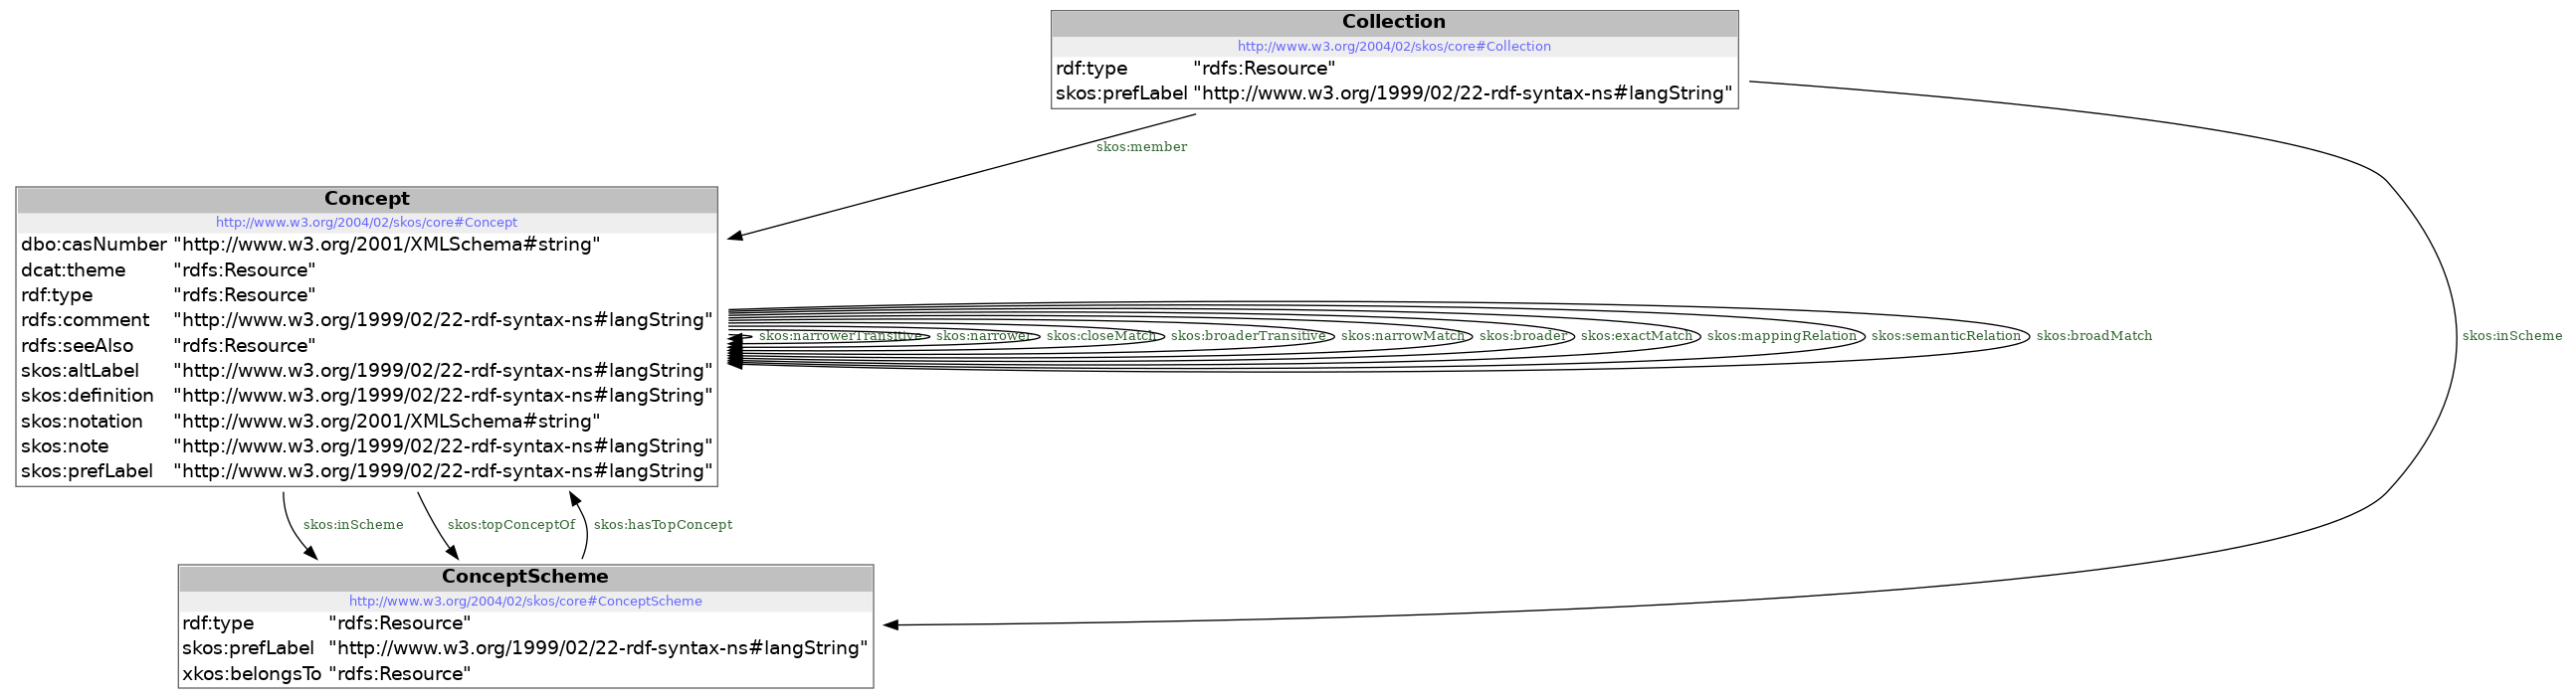 Collection
http://www.w3.org/2004/02/skos/core#Collection
rdf:type "rdfs:Resource"
skos:prefLabel "http://www.w3.org/1999/02/22-rdf-syntax-ns#langString"
skos:member
Concept
http://www.w3.org/2004/02/skos/core#Concept
dbo:casNumber "http://www.w3.org/2001/XMLSchema#string"
dcat:theme "rdfs:Resource"
rdf:type "rdfs:Resource"
rdfs:comment "http://www.w3.org/1999/02/22-rdf-syntax-ns#langString"
rdfs:seeAlso "rdfs:Resource"
skos:altLabel "http://www.w3.org/1999/02/22-rdf-syntax-ns#langString"
skos:definition "http://www.w3.org/1999/02/22-rdf-syntax-ns#langString"
skos:notation "http://www.w3.org/2001/XMLSchema#string"
skos:note "http://www.w3.org/1999/02/22-rdf-syntax-ns#langString"
skos:prefLabel "http://www.w3.org/1999/02/22-rdf-syntax-ns#langString"
skos:narrowerTransitive skos:narrower skos:closeMatch skos:broaderTransitive skos:narrowMatch skos:broader skos:exactMatch skos:mappingRelation skos:semanticRelation skos:broadMatch skos:inScheme
skos:inScheme skos:topConceptOf skos:hasTopConcept
ConceptScheme
http://www.w3.org/2004/02/skos/core#ConceptScheme
rdf:type "rdfs:Resource"
skos:prefLabel "http://www.w3.org/1999/02/22-rdf-syntax-ns#langString"
xkos:belongsTo "rdfs:Resource"